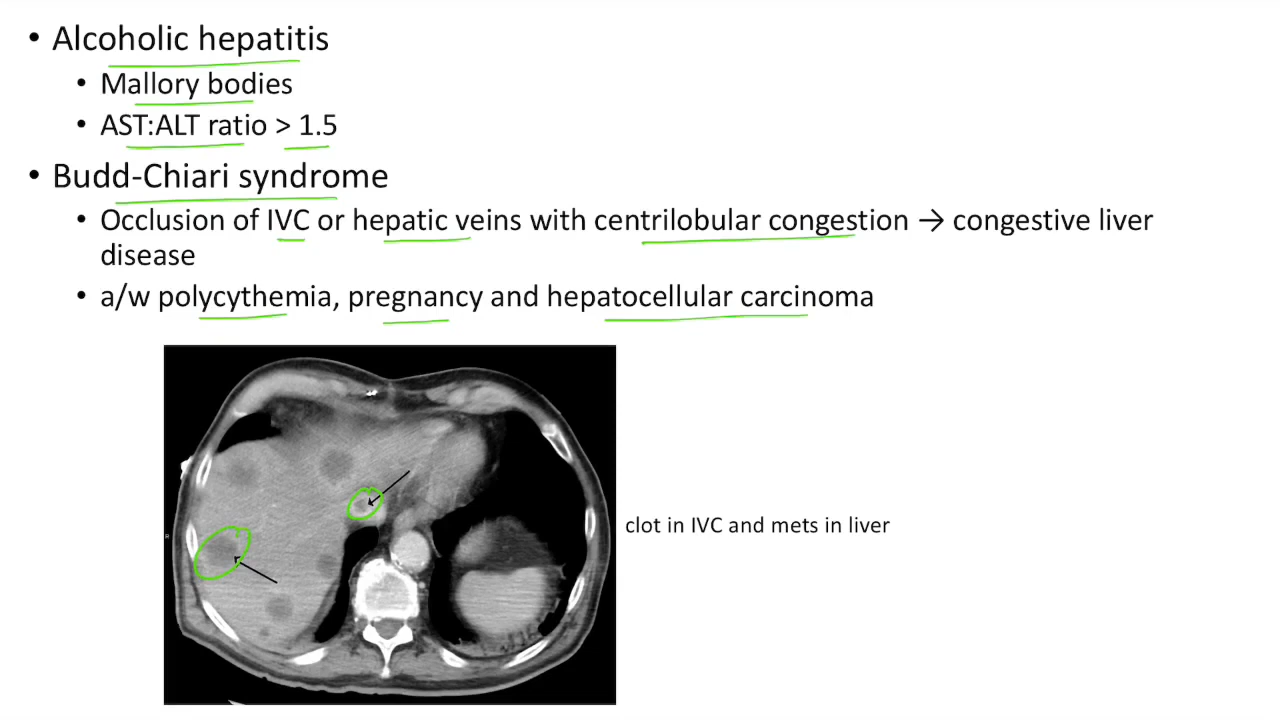 • Alcoholic hepatitis
• Mallory bodies
• AST:ALT ratio > 1.5
• Budd-Chiari syndrome
• Occlusion of IVC or hepatic veins with centrilobular congestion → congestive liver
disease
• a/w polycythemia, pregnancy and hepatocellular carcinoma
R
clot in IVC and mets in liver